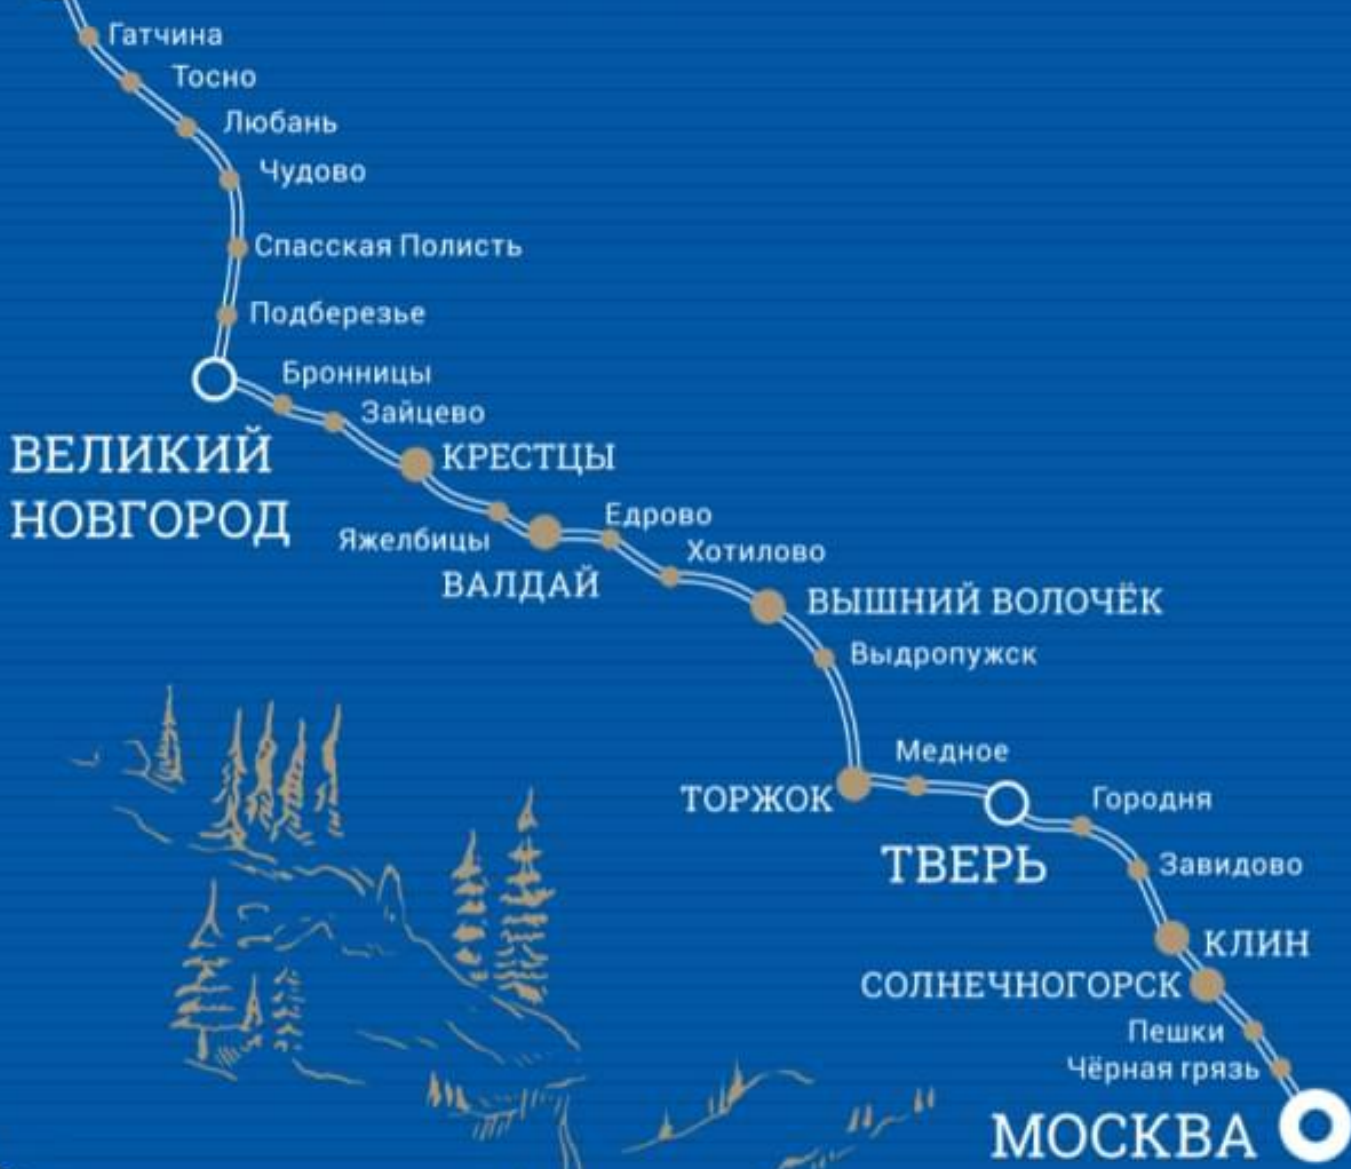 Гатчина
Тосно
Любань
Чудово
Спасская Полисть
Подберезье
Бронницы
Зайцево
ВЕЛИКИЙ
НОВГОРОД
КРЕСТЦЫ
Яжелбицы
ВАЛДАЙ
Едрово
Хотилово
ВЫШНИЙ ВОЛОЧЁК
Выдропужск
Медное
ТОРЖОК
Городня
ТВЕРЬ
Завидово
КЛИН
СОЛНЕЧНОГОРСК
Пешки
Чёрная грязь
МОСКВА